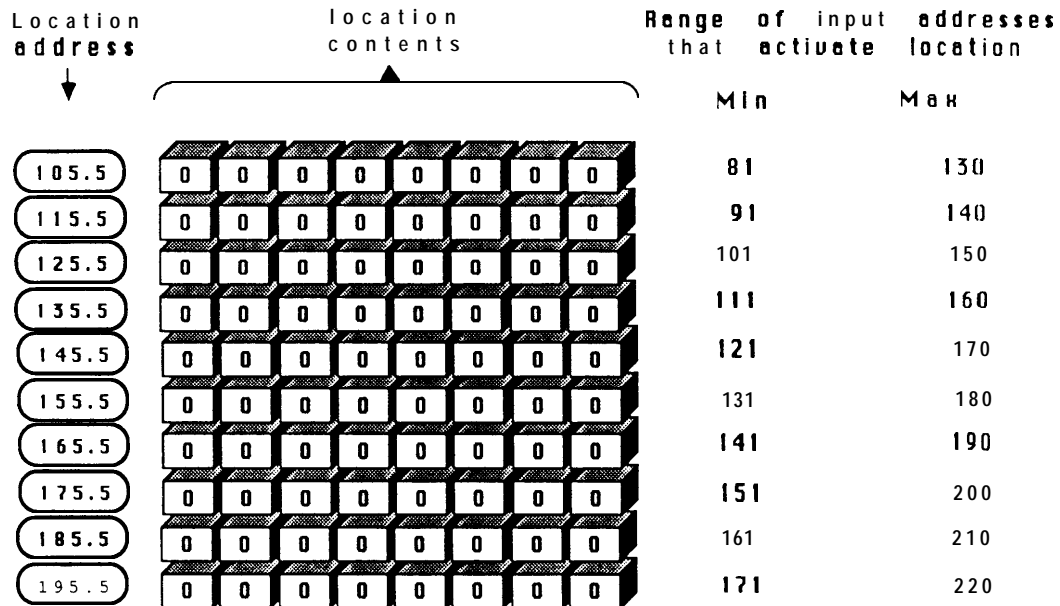 Location address
location contents
Range of input addresses that activate location
Min Max
105.5 0 0 0 0 0 0 0 0 81 130
115.5 0 0 0 0 0 0 0 0 91 140
125.5 0 0 0 0 0 0 0 0 101 150
135.5 0 0 0 0 0 0 0 0 111 160
145.5 0 0 0 0 0 0 0 0 121 170
155.5 0 0 0 0 0 0 0 0 131 180
165.5 0 0 0 0 0 0 0 0 141 190
175.5 0 0 0 0 0 0 0 0 151 200
185.5 0 0 0 0 0 0 0 0 161 210
195.5 0 0 0 0 0 0 0 0 171 220